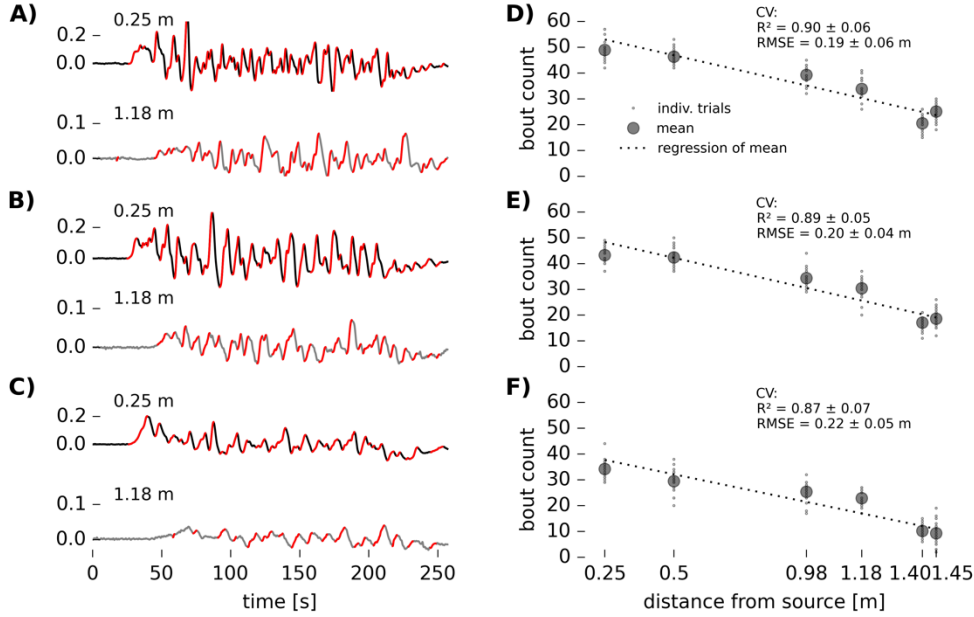 A)
0.25 m
0.2
0.0
1.18 m
0.1
0.0
B)
0.25 m
0.2
0.0
1.18 m
0.1
0.0
C)
0.25 m
0.2
0.0
1.18 m
0.1
0.0
0 50 100 150 200 250
time [s]
D)
CV:
R² = 0.90 ± 0.06
RMSE = 0.19 ± 0.06 m
60
50
40
30
20
10
0
bout count
indiv. trials
mean
regression of mean
E)
CV:
R² = 0.89 ± 0.05
RMSE = 0.20 ± 0.04 m
60
50
40
30
20
10
0
bout count
F)
CV:
R² = 0.87 ± 0.07
RMSE = 0.22 ± 0.05 m
60
50
40
30
20
10
0
bout count
0.25 0.5 0.98 1.18 1.40 1.45
distance from source [m]